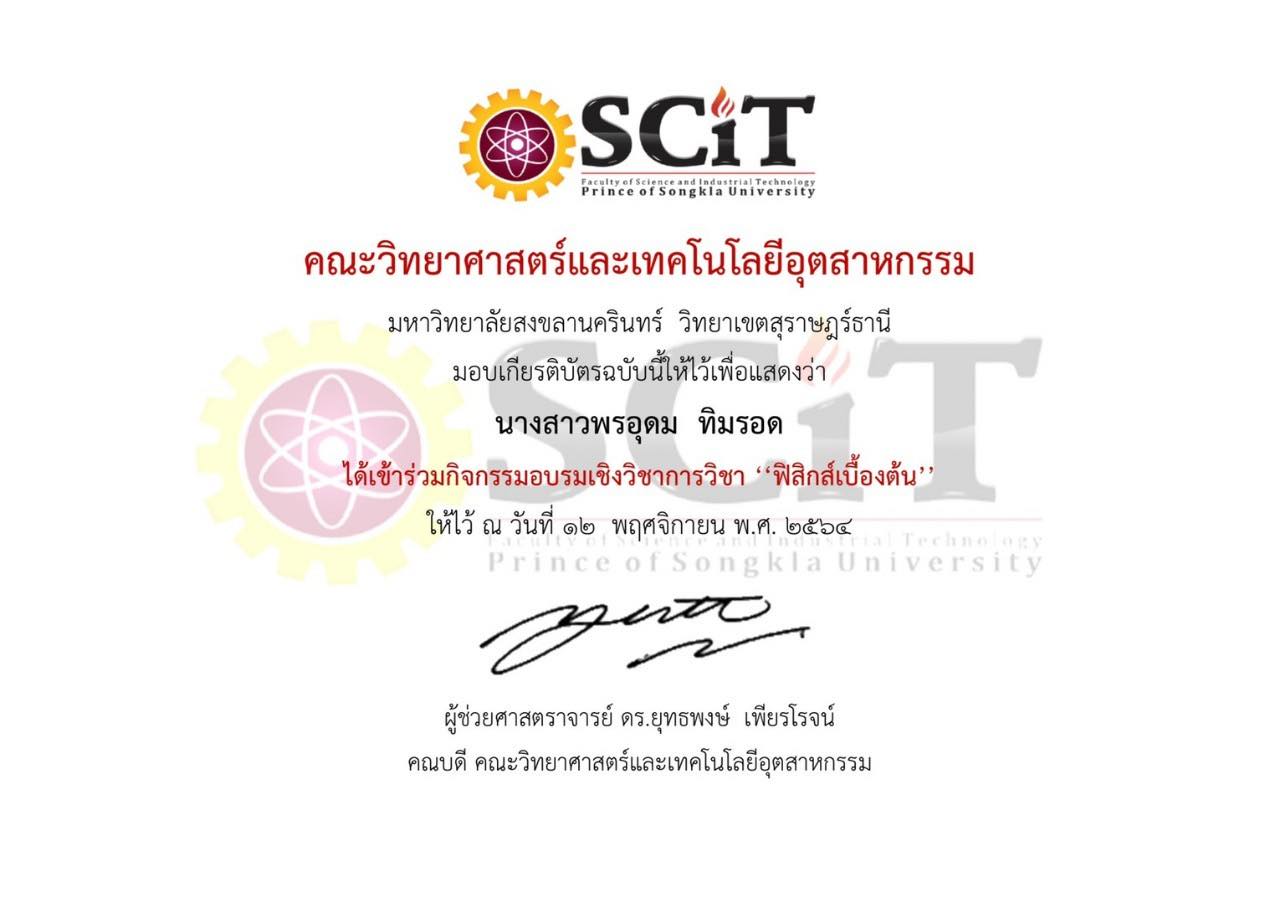 SCiT
Faculty of Science and Industrial Technology
Prince of Songkla University
คณะวิทยาศาสตร์และเทคโนโลยีอุตสาหกรรม
มหาวิทยาลัยสงขลานครินทร์ วิทยาเขตสุราษฎร์ธานี
มอบเกียรติบัตรฉบับนี้ให้ไว้เพื่อแสดงว่า
นางสาวพรอุดม ทิมรอด
ได้เข้าร่วมกิจกรรมอบรมเชิงวิชาการวิชา ‘‘ฟิสิกส์เบื้องต้น’’
ให้ไว้ ณ วันที่ ๑๒ พฤศจิกายน พ.ศ. ๒๕๖๔
SCiT
Faculty of Science and Industrial Technology
Prince of Songkla University
ผู้ช่วยศาสตราจารย์ ดร.ยุทธพงษ์ เพียรโรจน์
คณบดี คณะวิทยาศาสตร์และเทคโนโลยีอุตสาหกรรม